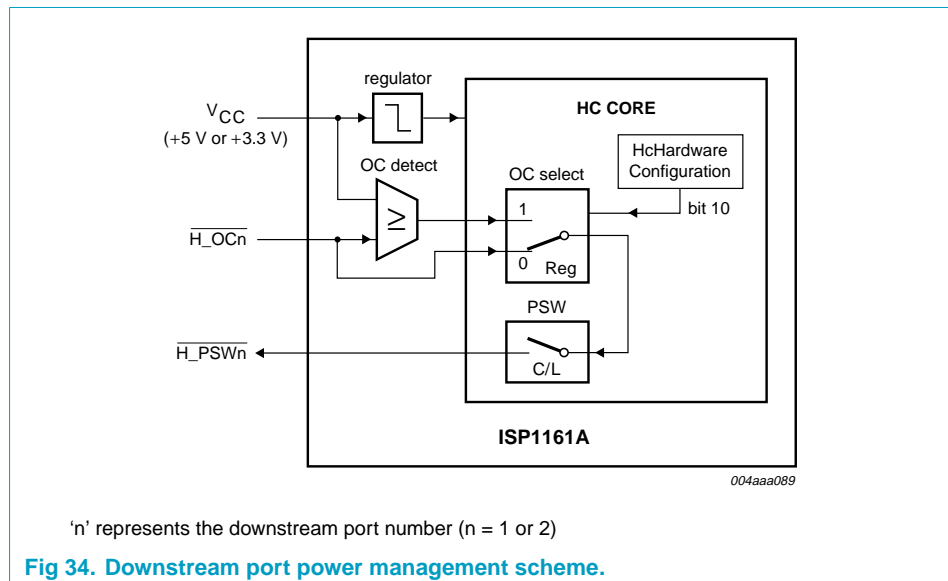 regulator
VCC
(+5 V or +3.3 V)
HC CORE
HcHardware
Configuration
OC detect
OC select
bit 10
1
≥
H_OCn
0
Reg
PSW
H_PSWn
C/L
ISP1161A
004aaa089
‘n’ represents the downstream port number (n = 1 or 2)
Fig 34. Downstream port power management scheme.